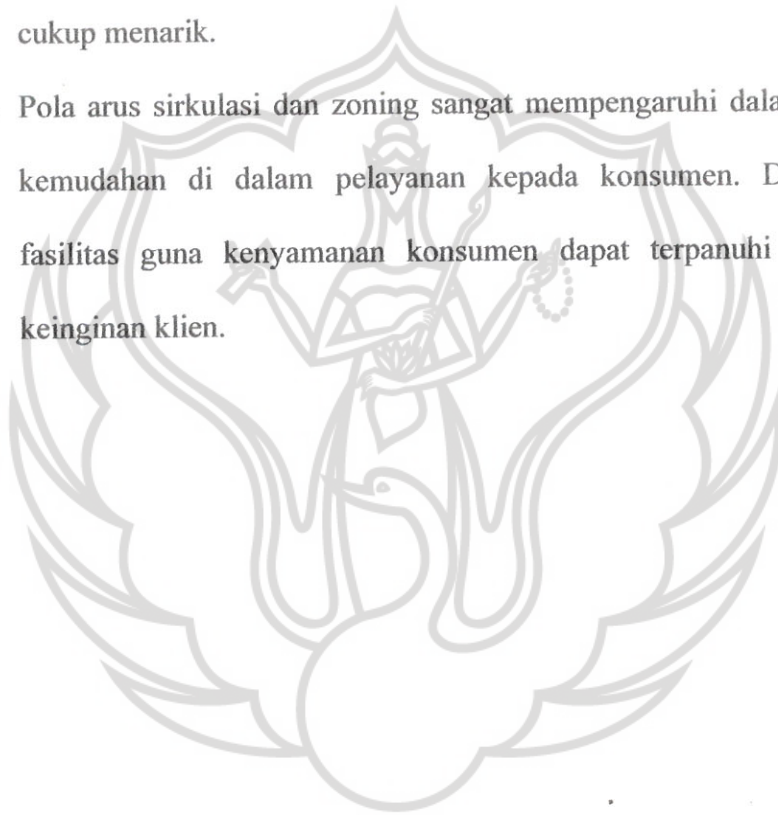 cukup menarik.
Pola arus sirkulasi dan zoning sangat mempengaruhi
kemudahan di dalam pelayanan kepada konsumen.
fasilitas guna kenyamanan konsumen dapat terpanuhi
keinginan klien.